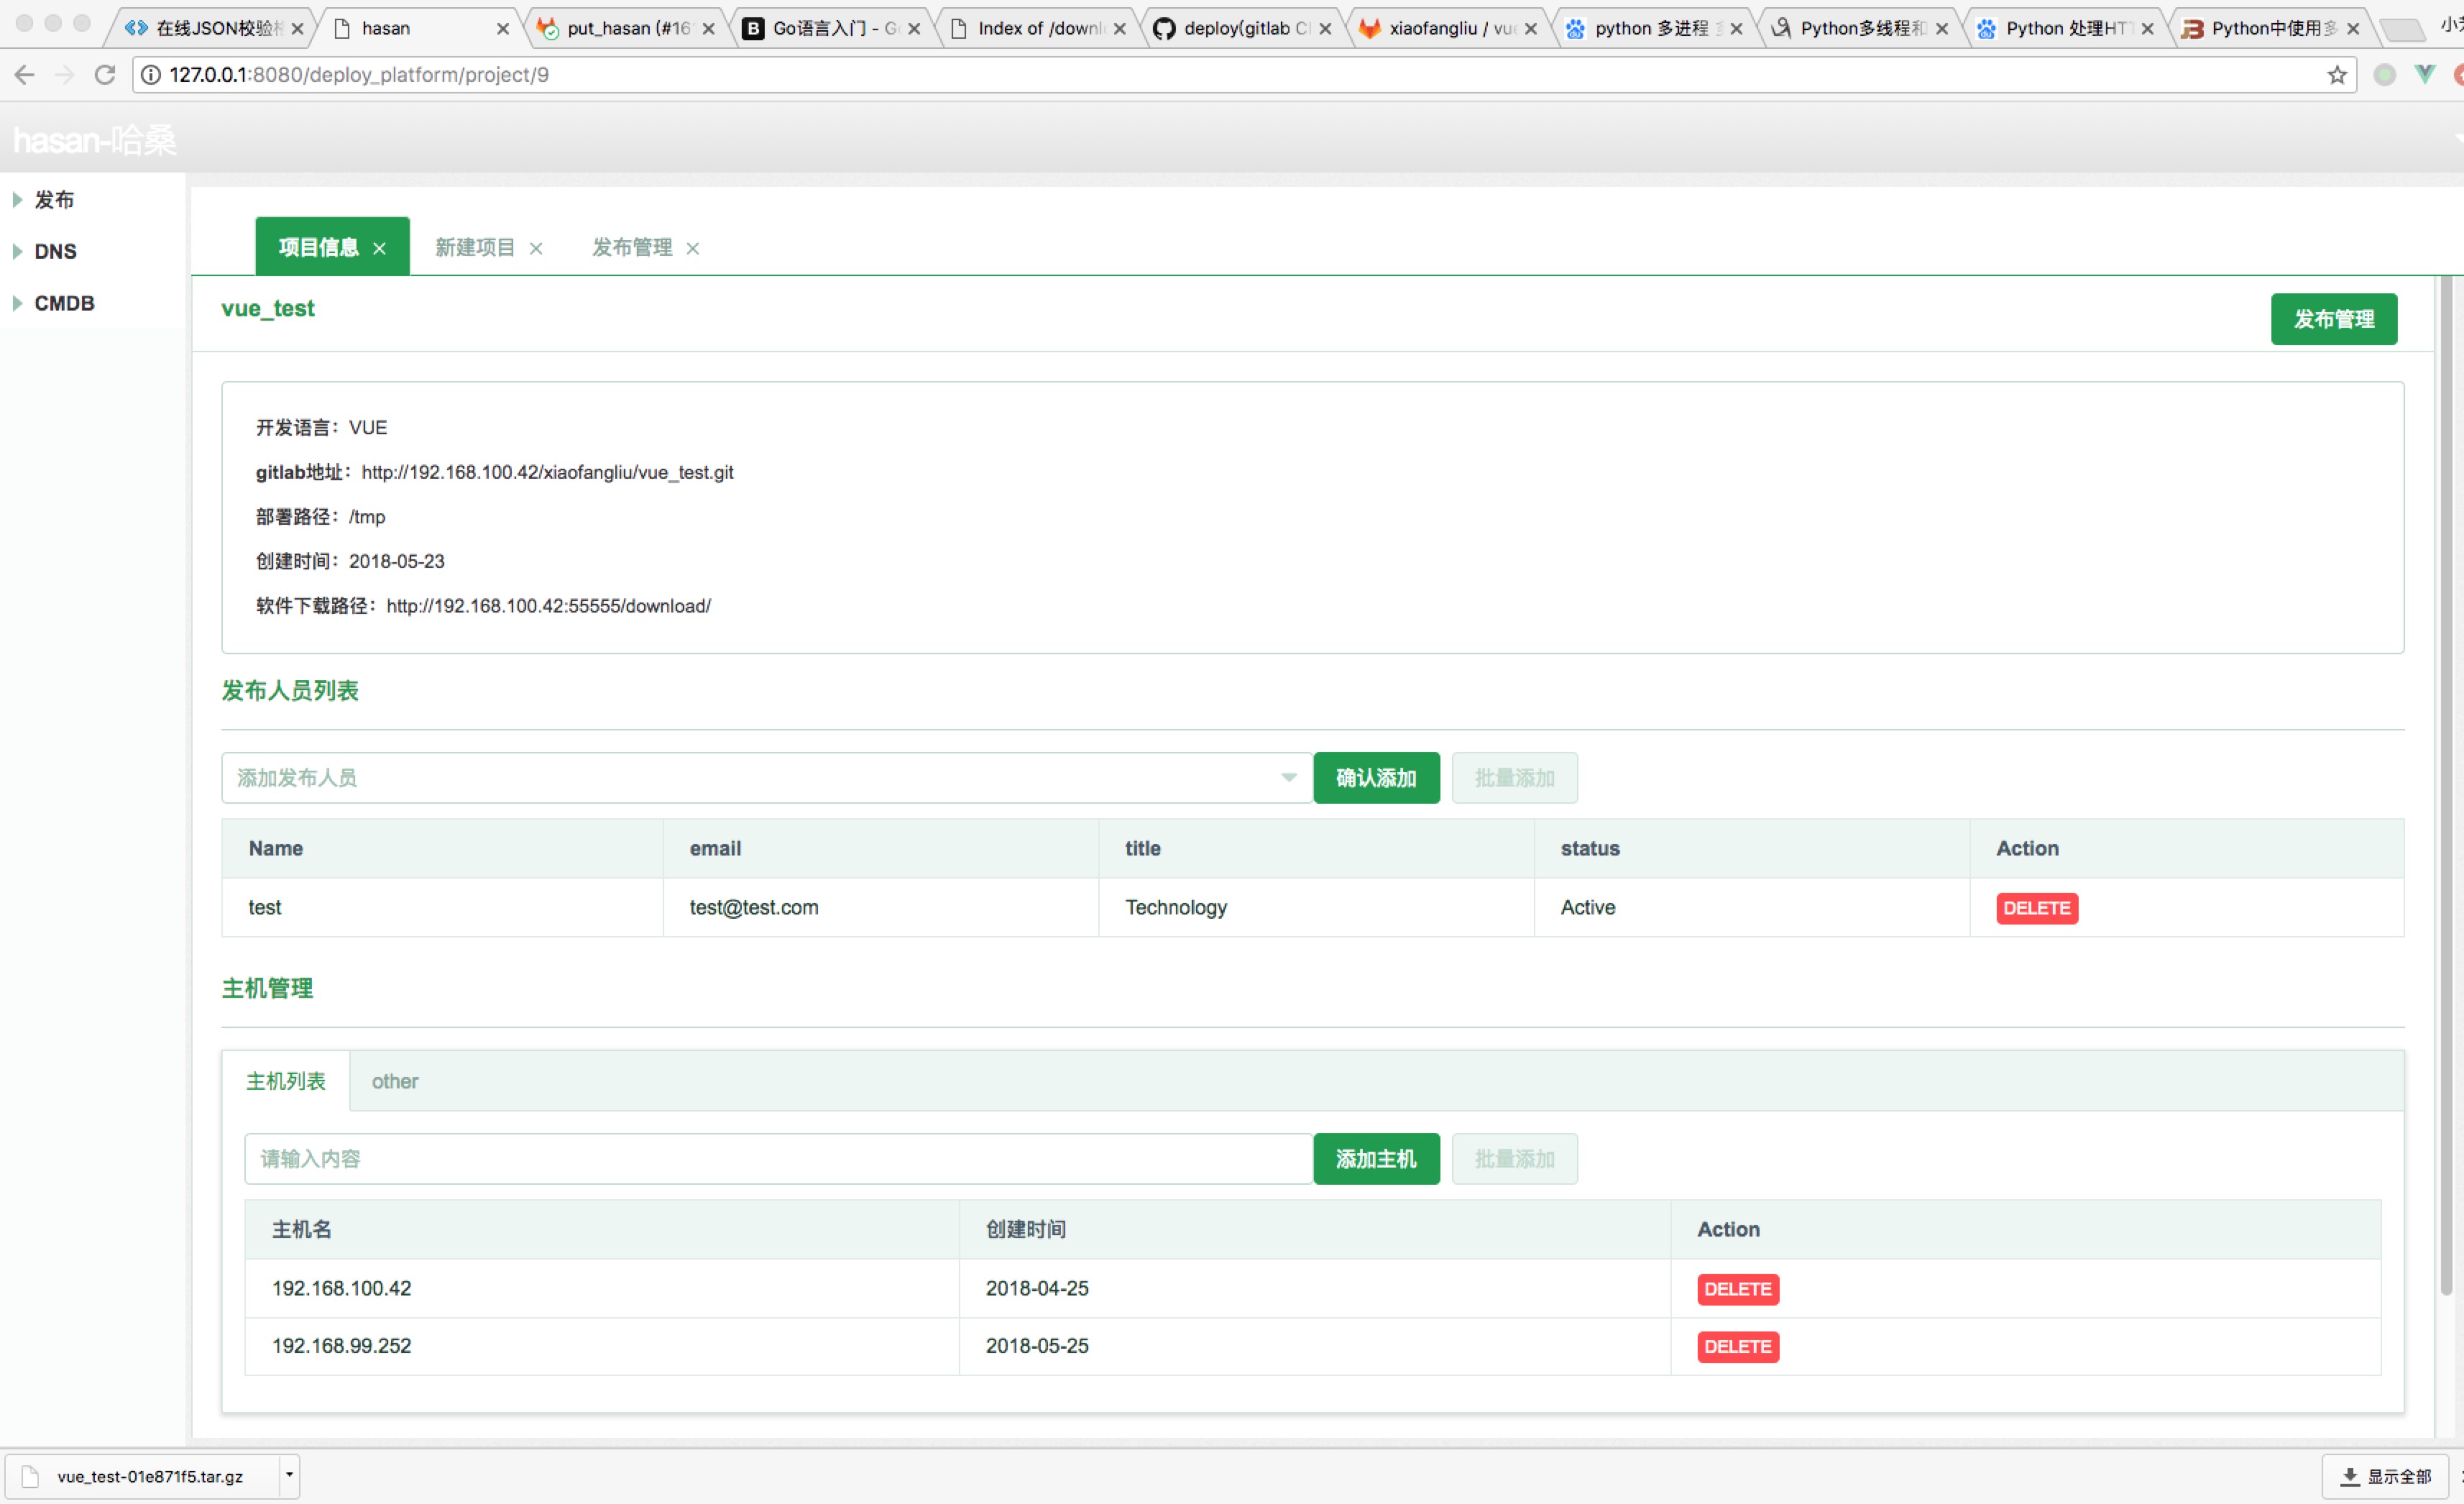 在线JSON校验 hasan put_hasan (#16 Go语言入门 - G Index of /downl deploy(gitlab C xiaofangliu / vu python 多进程 Python多线程和 Python 处理HT Python中使用多
127.0.0.1:8080/deploy_platform/project/9
hasan-哈桑
发布
DNS
CMDB
项目信息 新建项目 发布管理
vue_test
发布管理
开发语言：VUE
gitlab地址：http://192.168.100.42/xiaofangliu/vue_test.git
部署路径：/tmp
创建时间：2018-05-23
软件下载路径：http://192.168.100.42:55555/download/
发布人员列表
添加发布人员 确认添加 批量添加
Name email title status Action
test test@test.com Technology Active DELETE
主机管理
主机列表 other
请输入内容 添加主机 批量添加
主机名 创建时间 Action
192.168.100.42 2018-04-25 DELETE
192.168.99.252 2018-05-25 DELETE
vue_test-01e871f5.tar.gz 显示全部